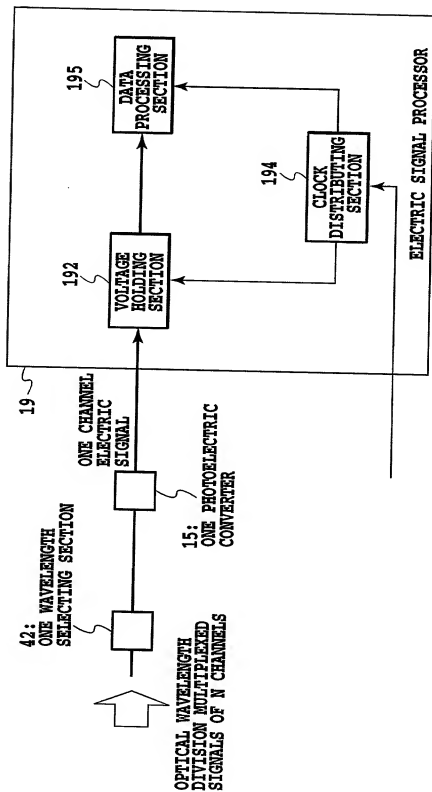 OPTICAL WAVELENGTH
DIVISION MULTIPLEXED
SIGNALS OF N CHANNELS
42:
ONE WAVELENGTH
SELECTING SECTION
15:
ONE PHOTOELECTRIC
CONVERTER
ONE CHANNEL
ELECTRIC
SIGNAL
19
192
VOLTAGE
HOLDING
SECTION
195
DATA
PROCESSING
SECTION
194
CLOCK
DISTRIBUTING
SECTION
ELECTRIC SIGNAL PROCESSOR